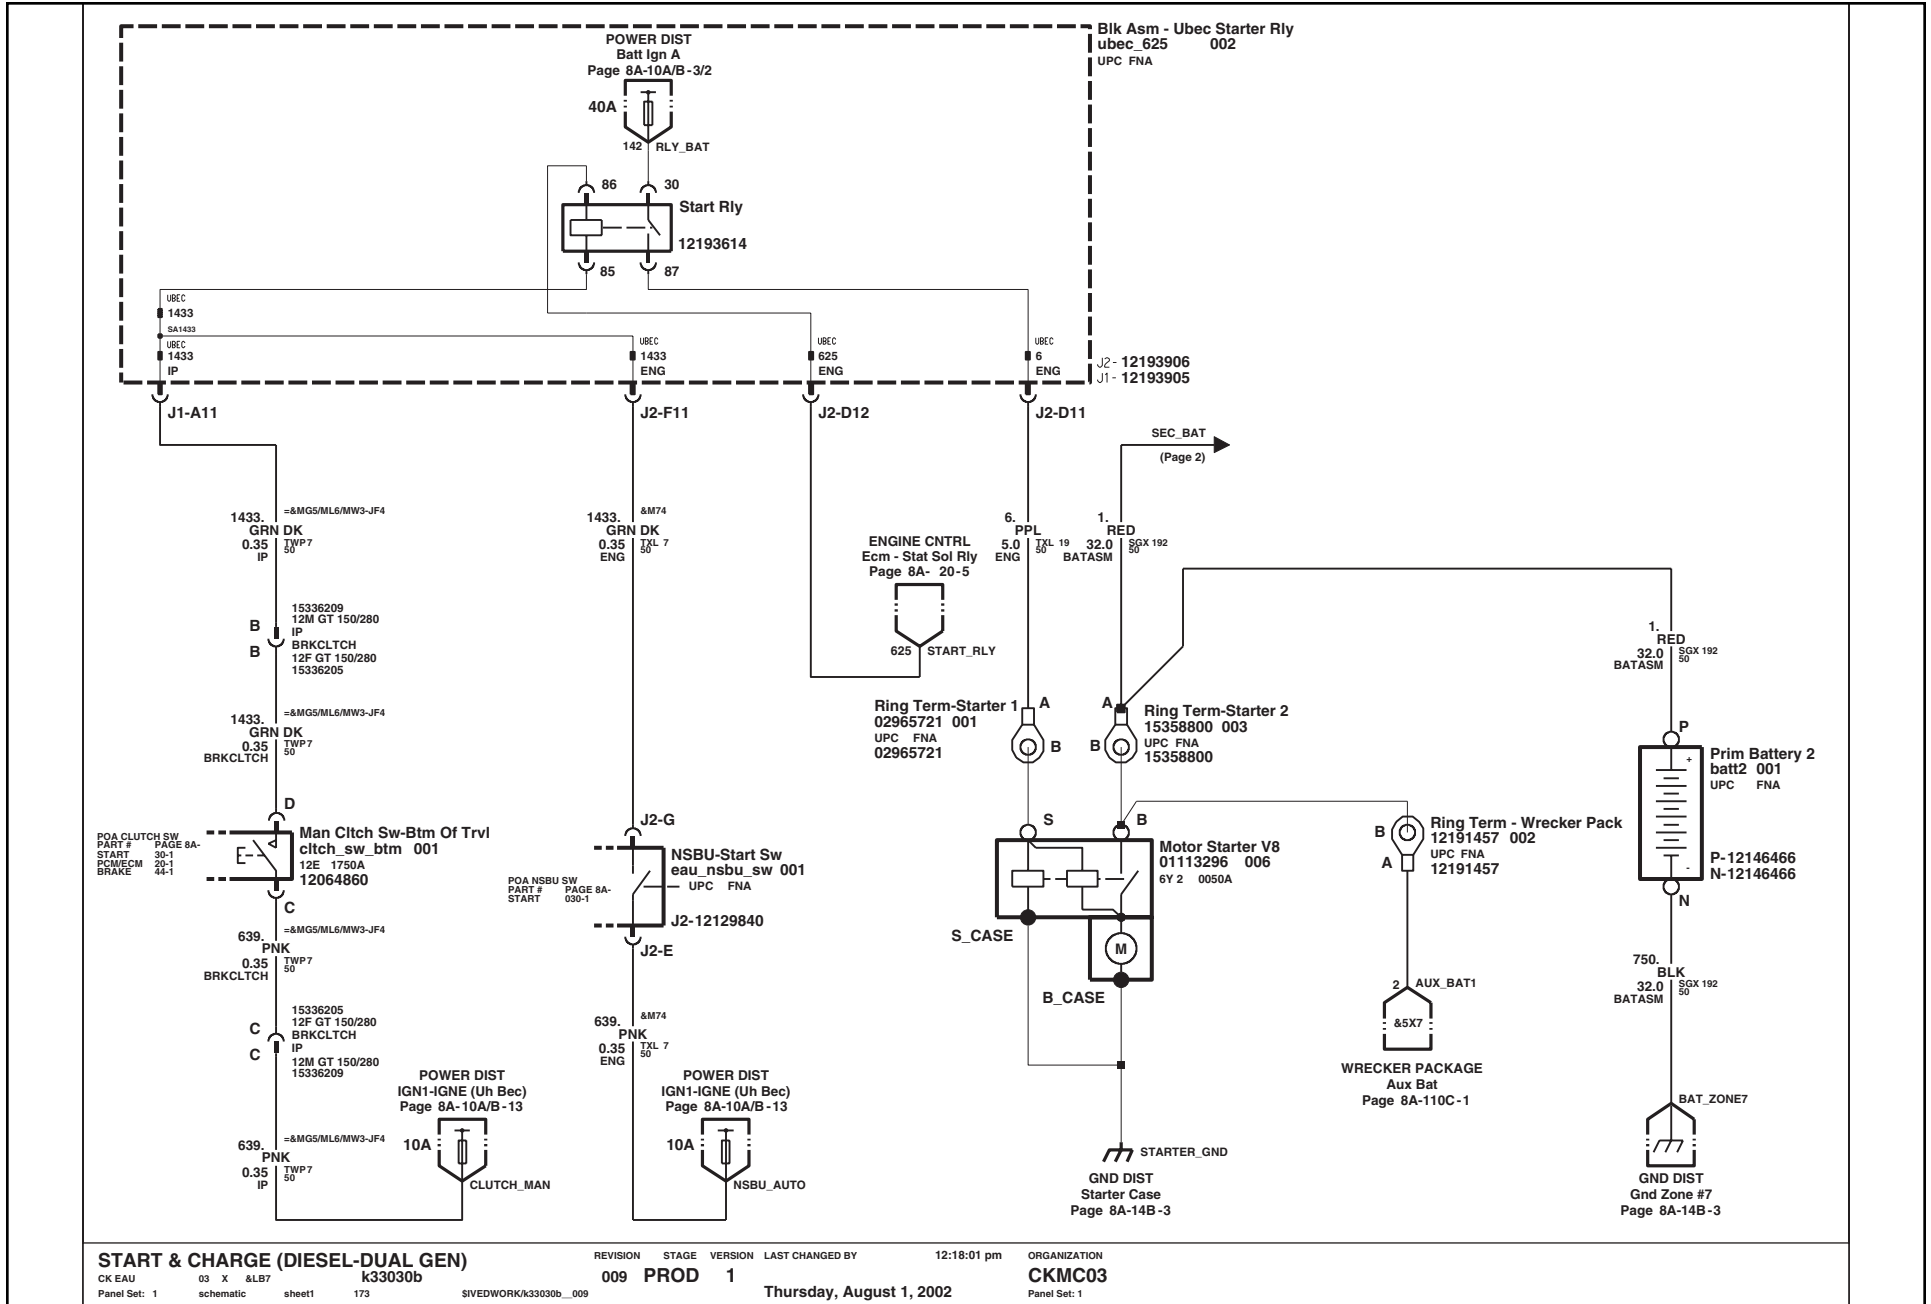 Blk Asm - Ubec Starter Rly
ubec_625 002
UPC FNA
POWER DIST
Batt Ign A
Page 8A-10A/B-3/2
40A
142 RLY_BAT
86 30
Start Rly
12193614
85 87
UBEC
1433
SA1433
UBEC
1433
IP
UBEC
1433
ENG
UBEC
625
ENG
UBEC
6
ENG
J2- 12193906
J1- 12193905
J1-A11
J2-F11
J2-D12
J2-D11
SEC_BAT
(Page 2)
1433. =&MG5/ML6/MW3-JF4
GRN DK
0.35 TWP7
50
IP
1433. &M74
GRN DK
0.35 TXL 7
50
ENG
ENGINE CNTRL
Ecm - Stat Sol Rly
Page 8A- 20-5
625 START_RLY
6.
PPL
5.0 TXL 19
50
ENG
1.
RED
32.0 SGX 192
50
BATASM
B
B
15336209
12M GT 150/280
IP
BRKCLTCH
12F GT 150/280
15336205
1.
RED
32.0 SGX 192
50
BATASM
1433. =&MG5/ML6/MW3-JF4
GRN DK
0.35 TWP7
50
BRKCLTCH
Ring Term-Starter 1
02965721 001
UPC FNA
02965721
A
B
A
B
Ring Term-Starter 2
15358800 003
UPC FNA
15358800
P
+
-
N
Prim Battery 2
batt2 001
UPC FNA
P-12146466
N-12146466
D
POA CLUTCH SW
PART # PAGE 8A-
START 30-1
PCM/ECM 20-1
BRAKE 44-1
Man Cltch Sw-Btm Of Trvl
cltch_sw_btm 001
12E 1750A
12064860
C
J2-G
NSBU-Start Sw
eau_nsbu_sw 001
UPC FNA
J2-12129840
J2-E
POA NSBU SW
PART # PAGE 8A-
START 030-1
S
B
Motor Starter V8
01113296 006
6Y 2 0050A
S_CASE
M
B_CASE
B
A
Ring Term - Wrecker Pack
12191457 002
UPC FNA
12191457
2 AUX_BAT1
&5X7
WRECKER PACKAGE
Aux Bat
Page 8A-110C-1
639. =&MG5/ML6/MW3-JF4
PNK
0.35 TWP7
50
BRKCLTCH
C
C
15336205
12F GT 150/280
BRKCLTCH
IP
12M GT 150/280
15336209
639. &M74
PNK
0.35 TXL 7
50
ENG
750.
BLK
32.0 SGX 192
50
BATASM
POWER DIST
IGN1-IGNE (Uh Bec)
Page 8A-10A/B-13
10A
CLUTCH_MAN
POWER DIST
IGN1-IGNE (Uh Bec)
Page 8A-10A/B-13
10A
NSBU_AUTO
639. =&MG5/ML6/MW3-JF4
PNK
0.35 TWP7
50
IP
STARTER_GND
GND DIST
Starter Case
Page 8A-14B-3
BAT_ZONE7
GND DIST
Gnd Zone #7
Page 8A-14B-3
START & CHARGE (DIESEL-DUAL GEN)
CK EAU 03 X &LB7 k33030b
Panel Set: 1 schematic sheet1 173 $IVEDWORK/k33030b__009
REVISION STAGE VERSION LAST CHANGED BY 12:18:01 pm
009 PROD 1
Thursday, August 1, 2002
ORGANIZATION
CKMC03
Panel Set: 1